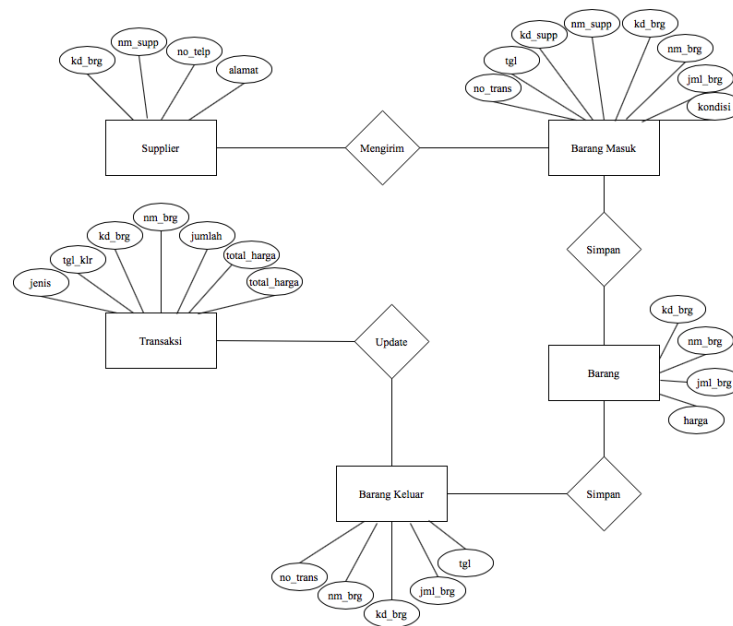 kd_brg
nm_supp
no_telp
alamat
Supplier
Mengirim
no_trans
tgl
kd_supp
nm_supp
kd_brg
nm_brg
jml_brg
kondisi
Barang Masuk
Simpan
jenis
tgl_klr
kd_brg
nm_brg
jumlah
total_harga
total_harga
Transaksi
Update
kd_brg
nm_brg
jml_brg
harga
Barang
Simpan
Barang Keluar
no_trans
nm_brg
kd_brg
jml_brg
tgl